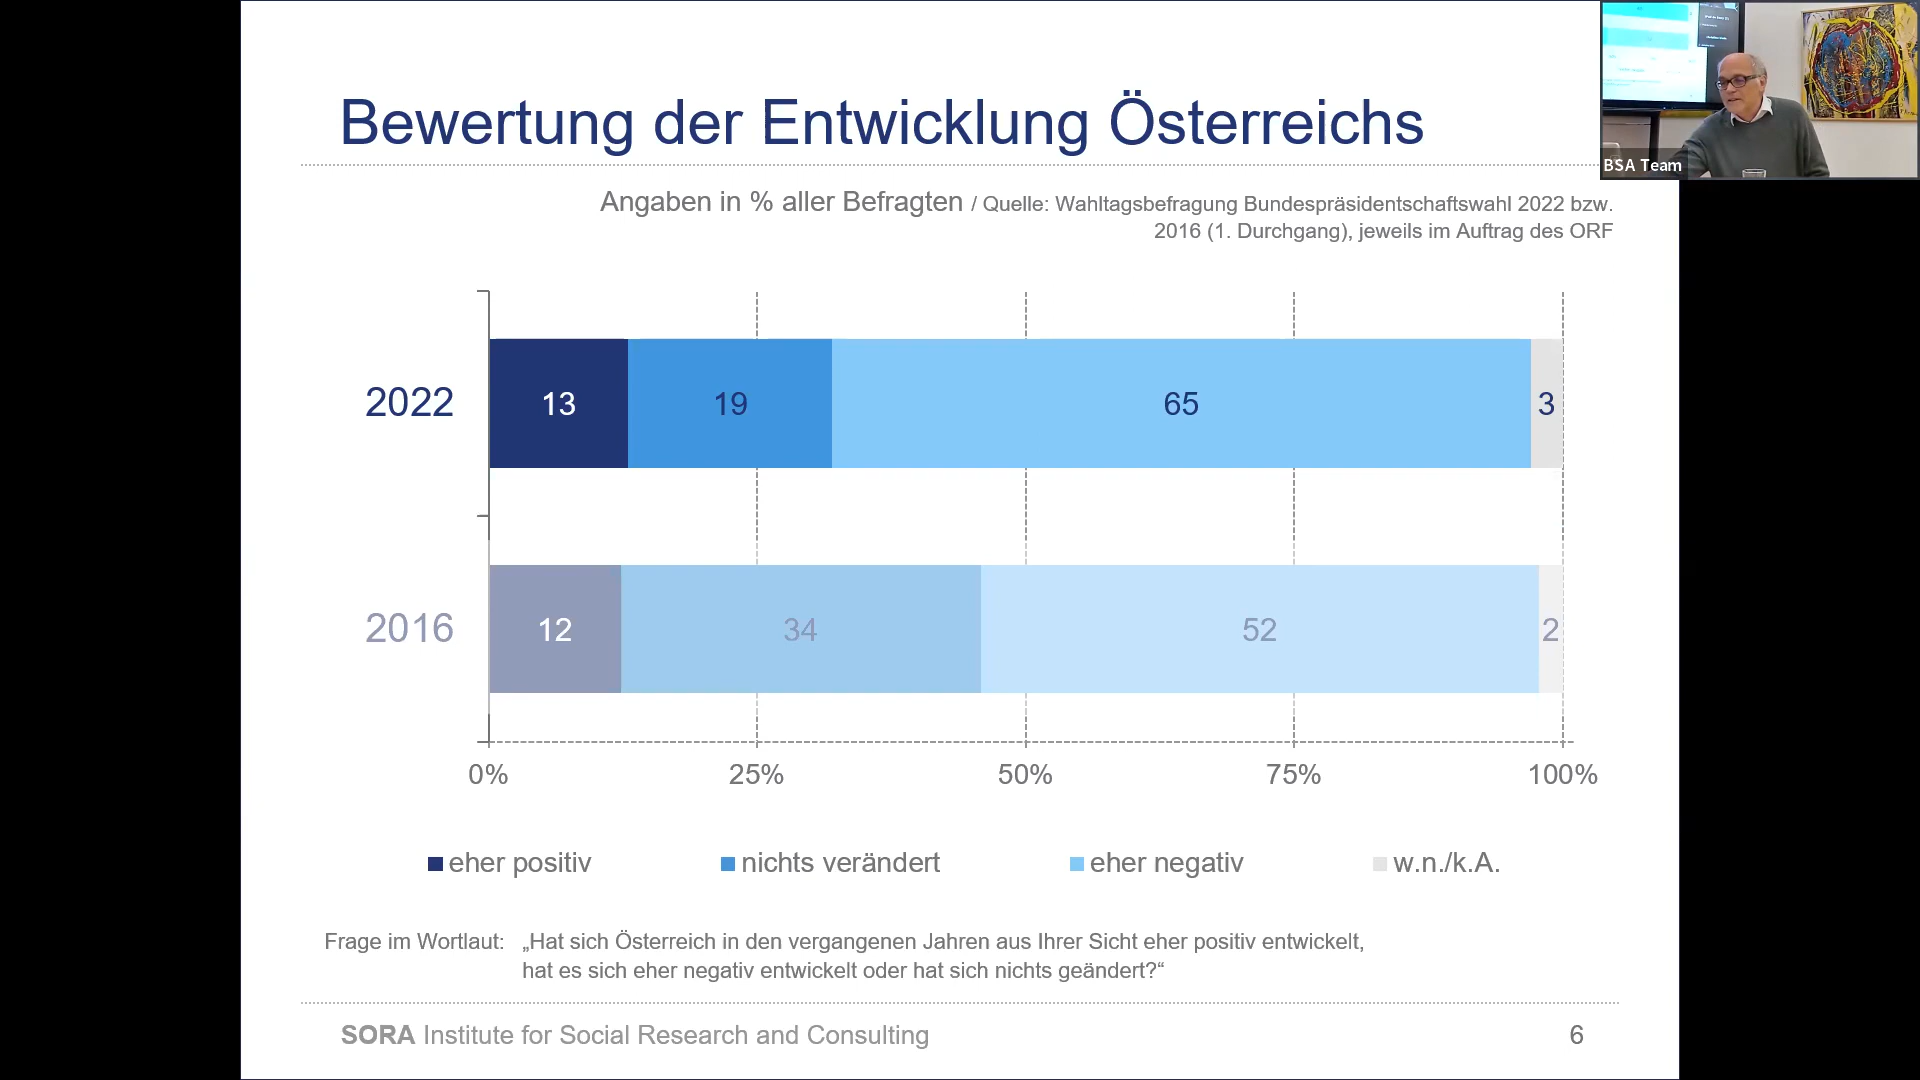 Bewertung der Entwicklung Österreichs
BSA Team
Angaben in % aller Befragten / Quelle: Wahltagsbefragung Bundespräsidentschaftswahl 2022 bzw.
2016 (1. Durchgang), jeweils im Auftrag des ORF
2022 13 19 65 3
2016 12 34 52 2
0% 25% 50% 75% 100%
eher positiv nichts verändert eher negativ w.n./k.A.
Frage im Wortlaut: „Hat sich Österreich in den vergangenen Jahren aus Ihrer Sicht eher positiv entwickelt,
hat es sich eher negativ entwickelt oder hat sich nichts geändert?“
SORA Institute for Social Research and Consulting 6